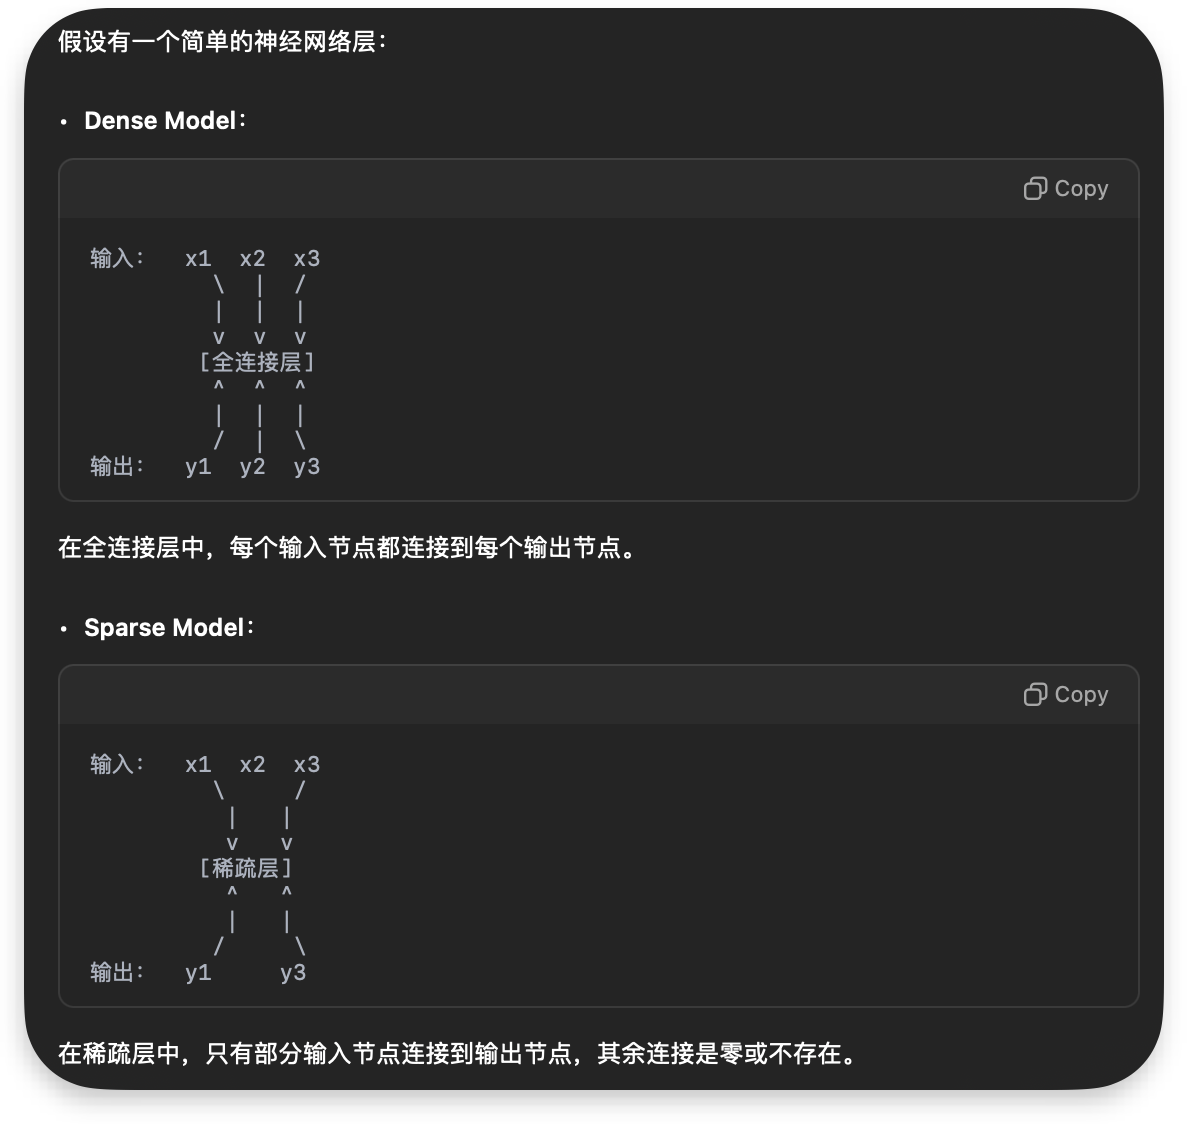 假设有一个简单的神经网络层：
• Dense Model：
Copy
输入：  x1  x2  x3
         \  |  /
         |  |  |
         v  v  v
        [全连接层]
         ^  ^  ^
         |  |  |
         /  |  \
输出：  y1  y2  y3
在全连接层中，每个输入节点都连接到每个输出节点。
• Sparse Model：
Copy
输入：  x1  x2  x3
         \     /
          |   |
          v   v
        [稀疏层]
          ^   ^
          |   |
         /     \
输出：  y1     y3
在稀疏层中，只有部分输入节点连接到输出节点，其余连接是零或不存在。